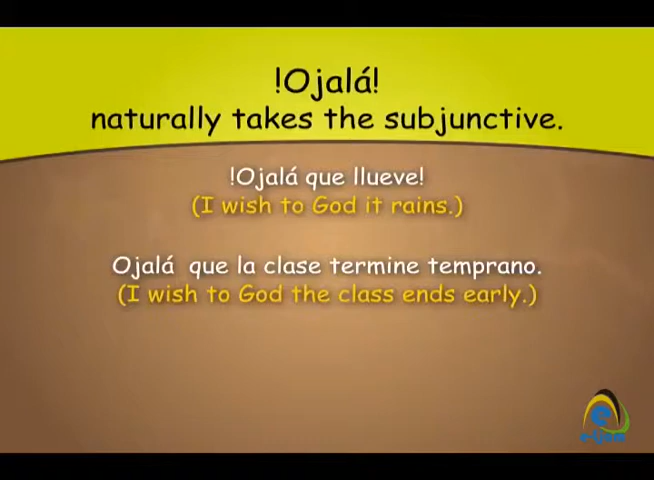 !Ojalá!
naturally takes the subjunctive.
!Ojalá que llueve!
(I wish to God it rains.)
Ojalá que la clase termine temprano.
(I wish to God the class ends early.)
e-ljam